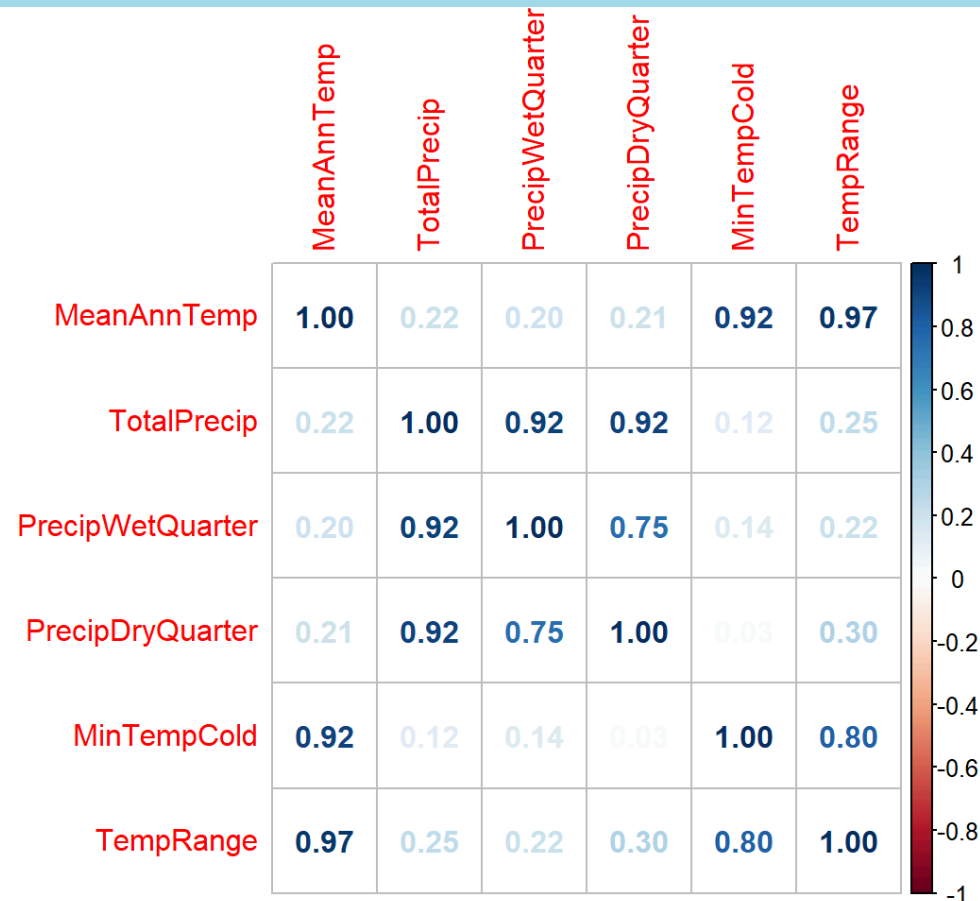 MeanAnnTemp
TotalPrecip
PrecipWetQuarter
PrecipDryQuarter
MinTempCold
TempRange
MeanAnnTemp 1.00 0.22 0.20 0.21 0.92 0.97
TotalPrecip 0.22 1.00 0.92 0.92 0.12 0.25
PrecipWetQuarter 0.20 0.92 1.00 0.75 0.14 0.22
PrecipDryQuarter 0.21 0.92 0.75 1.00 0.03 0.30
MinTempCold 0.92 0.12 0.14 0.03 1.00 0.80
TempRange 0.97 0.25 0.22 0.30 0.80 1.00
1
0.8
0.6
0.4
0.2
0
-0.2
-0.4
-0.6
-0.8
-1